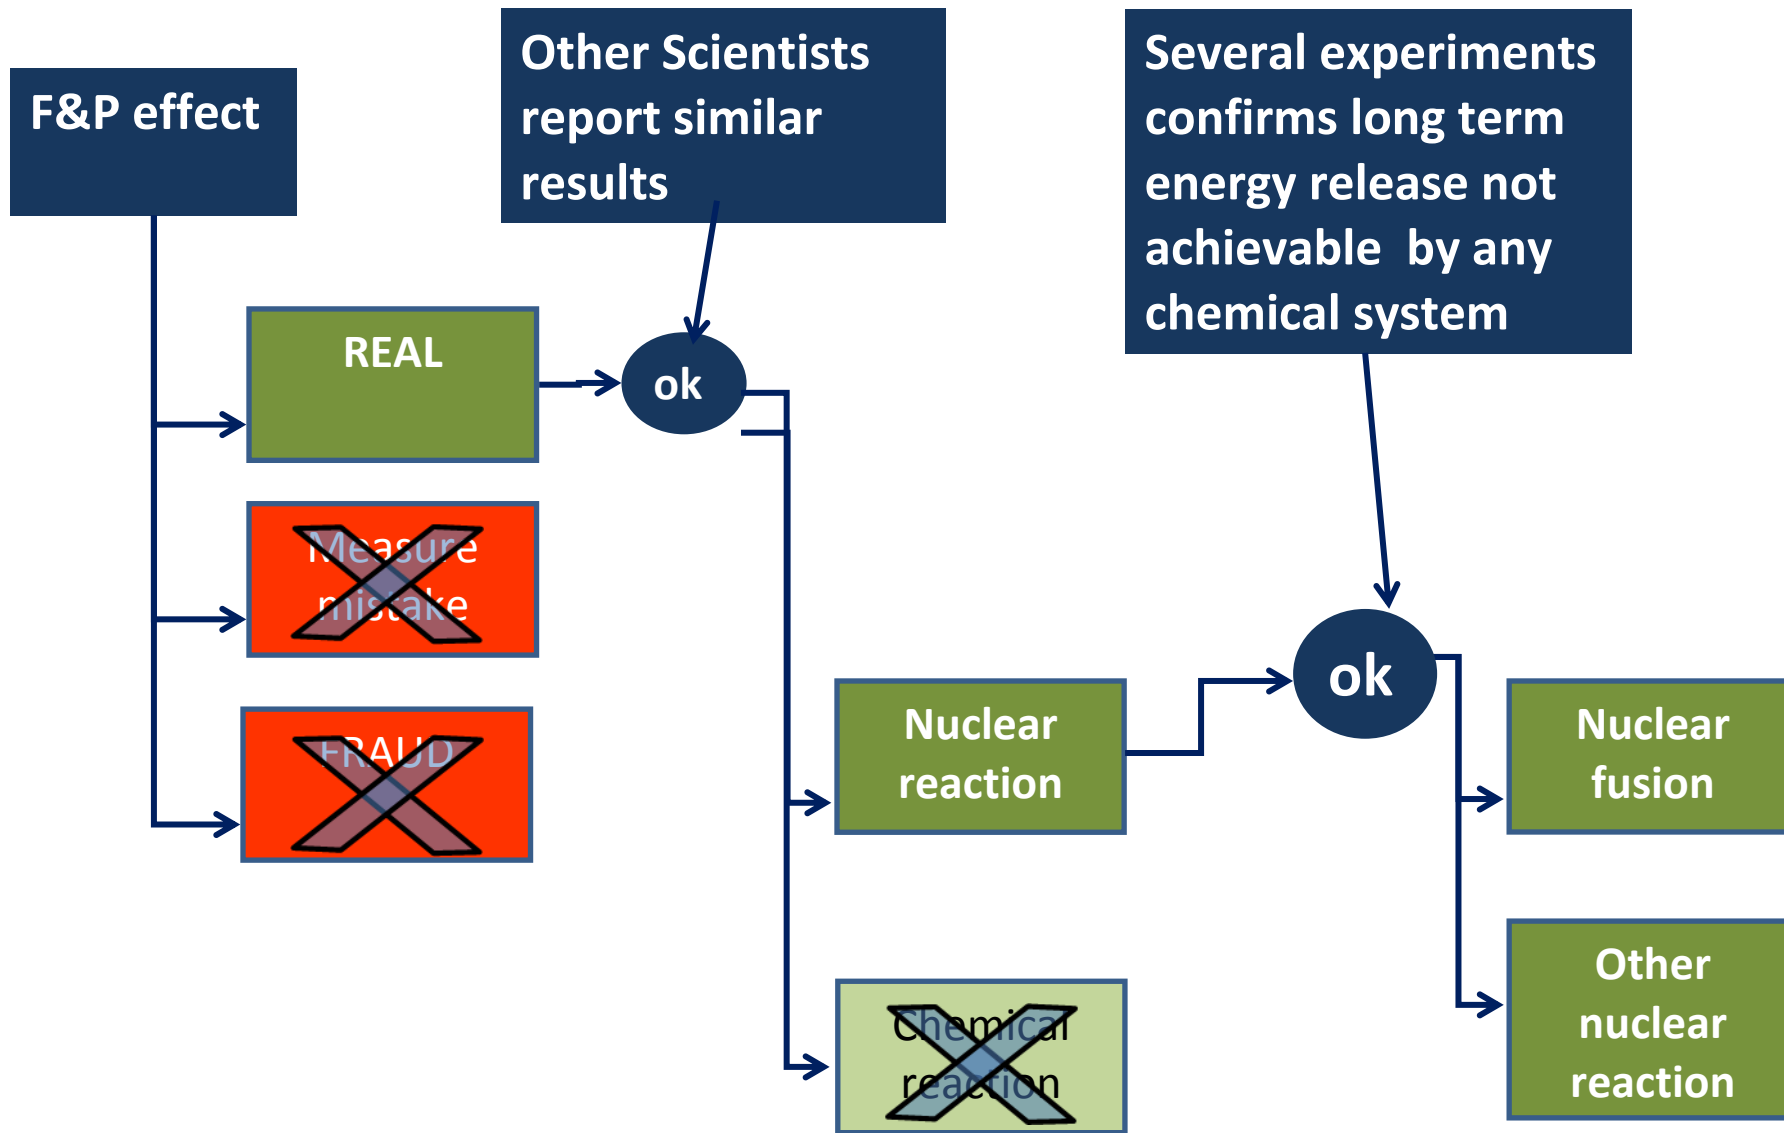 F&P effect
Other Scientists
report similar
results
Several experiments
confirms long term
energy release not
achievable  by any
chemical system
REAL
ok
Measure
mistake
FRAUD
Nuclear
reaction
ok
Nuclear
fusion
Chemical
reaction
Other
nuclear
reaction